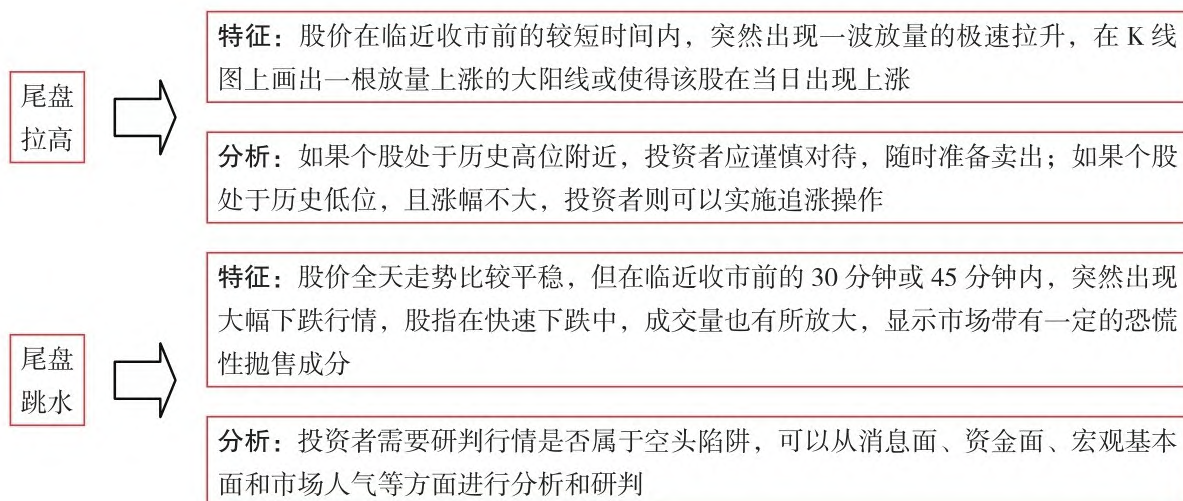 尾盘
拉高
特征：股价在临近收市前的较短时间内，突然出现一波放量的极速拉升，在 K 线
图上画出一根放量上涨的大阳线或使得该股在当日出现上涨
分析：如果个股处于历史高位附近，投资者应谨慎对待，随时准备卖出；如果个股
处于历史低位，且涨幅不大，投资者则可以实施追涨操作
尾盘
跳水
特征：股价全天走势比较平稳，但在临近收市前的 30 分钟或 45 分钟内，突然出现
大幅下跌行情，股指在快速下跌中，成交量也有所放大，显示市场带有一定的恐慌
性抛售成分
分析：投资者需要研判行情是否属于空头陷阱，可以从消息面、资金面、宏观基本
面和市场人气等方面进行分析和研判